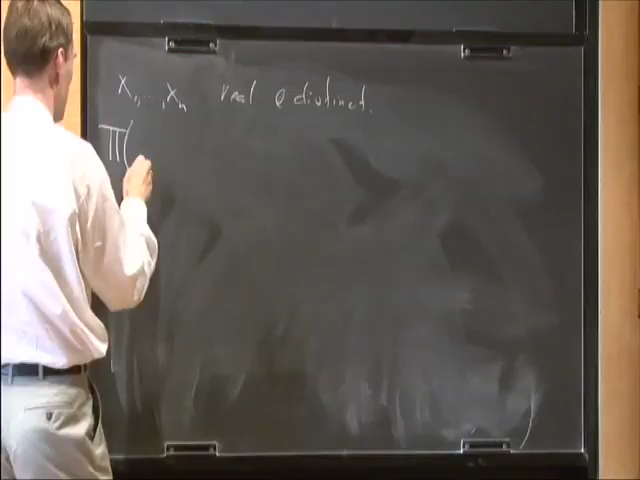 x₁,...,xₙ real & distinct.
Π(